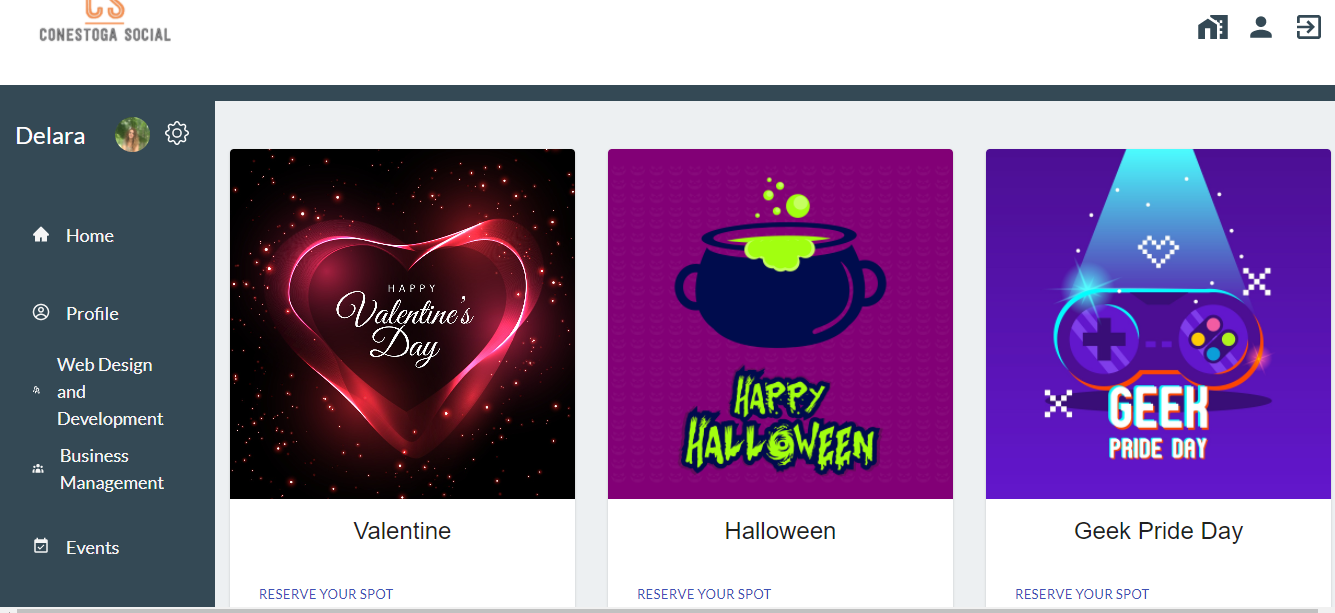 CS
CONESTOGA SOCIAL
Delara
Home
Profile
Web Design
and
Development
Business
Management
Events
HAPPY
Valentine's
Day
Valentine
RESERVE YOUR SPOT
HAPPY
HALLOWEEN
Halloween
RESERVE YOUR SPOT
GEEK
PRIDE DAY
Geek Pride Day
RESERVE YOUR SPOT